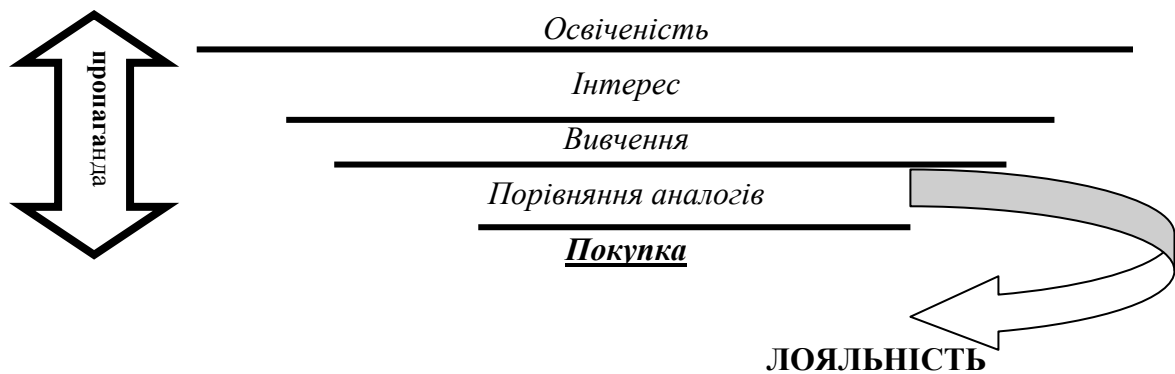 пропаганда
Освіченість
Інтерес
Вивчення
Порівняння аналогів
Покупка
ЛОЯЛЬНІСТЬ